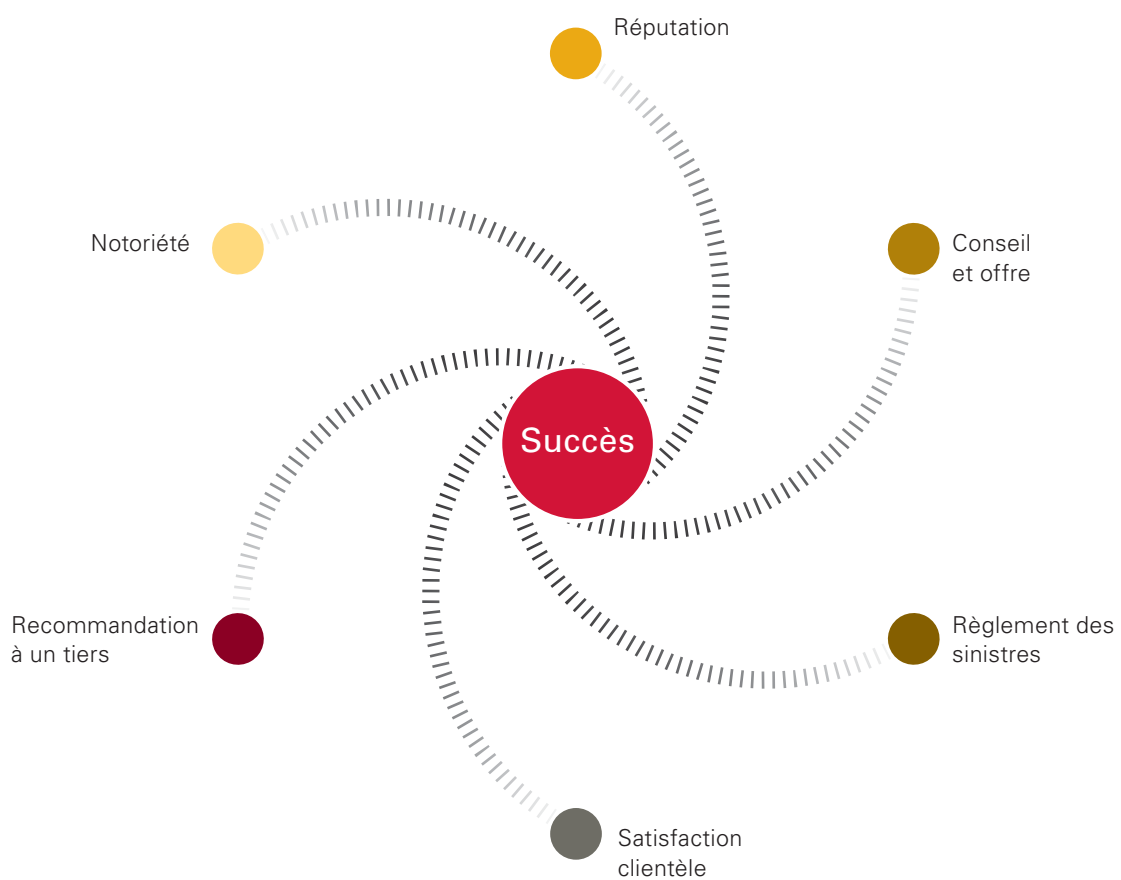 Réputation
Notoriété
Conseil
et offre
Succès
Recommandation
à un tiers
Règlement des
sinistres
Satisfaction
clientèle